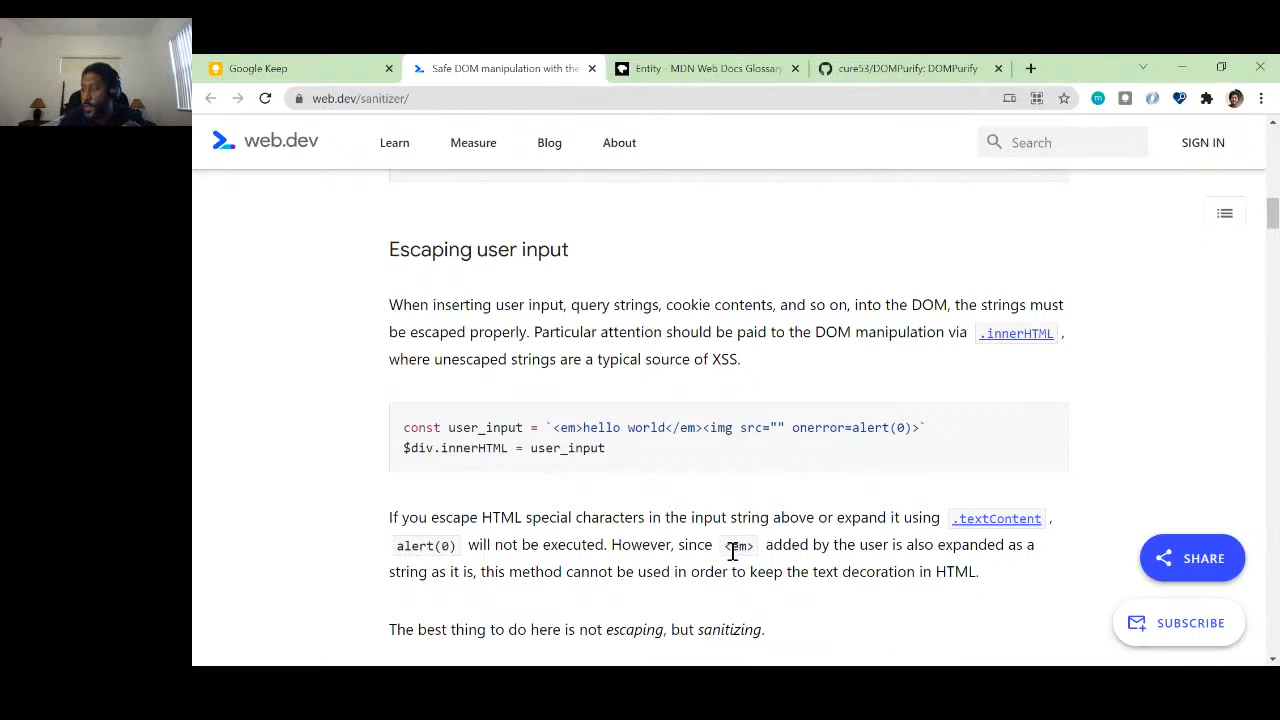 Google Keep
Safe DOM manipulation with the
Entity - MDN Web Docs Glossary
cure53/DOMPurify: DOMPurify
web.dev/sanitizer/
web.dev
Learn
Measure
Blog
About
Search
SIGN IN
Escaping user input
When inserting user input, query strings, cookie contents, and so on, into the DOM, the strings must
be escaped properly. Particular attention should be paid to the DOM manipulation via .innerHTML ,
where unescaped strings are a typical source of XSS.
const user_input = `<em>hello world</em><img src="" onerror=alert(0)>`
$div.innerHTML = user_input
If you escape HTML special characters in the input string above or expand it using .textContent ,
alert(0) will not be executed. However, since <em> added by the user is also expanded as a
string as it is, this method cannot be used in order to keep the text decoration in HTML.
The best thing to do here is not escaping, but sanitizing.
SHARE
SUBSCRIBE